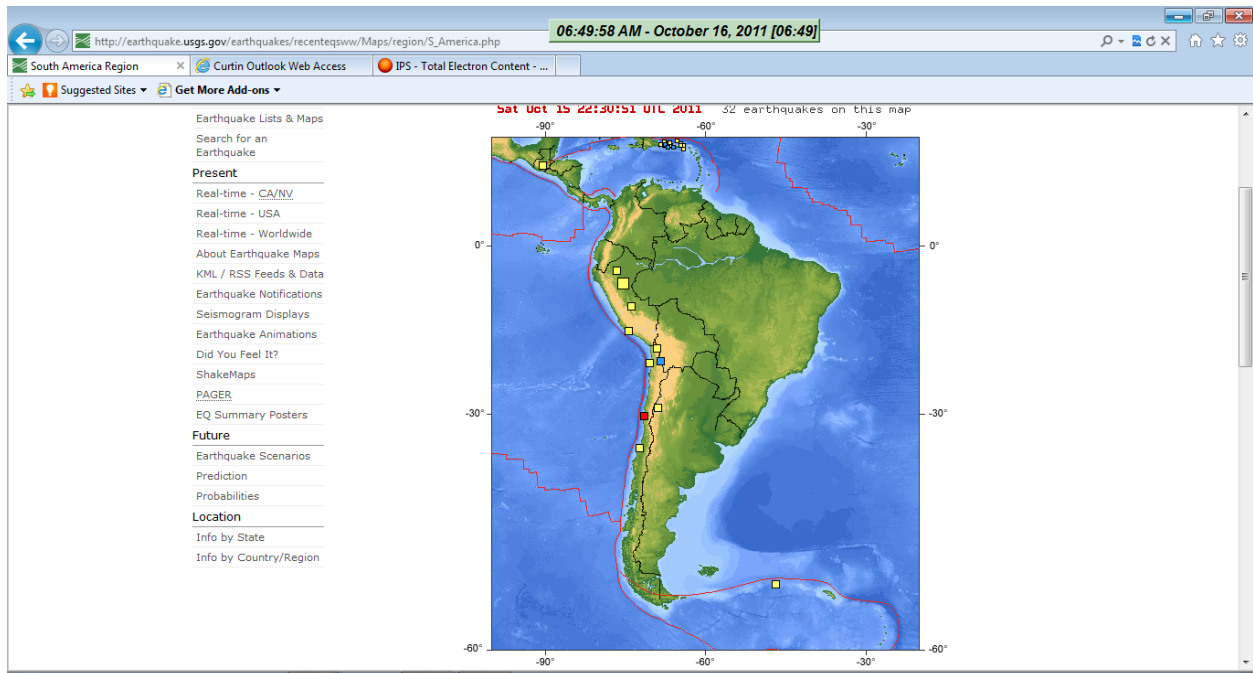 06:49:58 AM - October 16, 2011 [06:49]
http://earthquake.usgs.gov/earthquakes/recenteqsww/Maps/region/S_America.php
South America Region
Curtin Outlook Web Access
IPS - Total Electron Content - ...
Suggested Sites
Get More Add-ons
Sat Oct 15 22:30:51 UTC 2011 32 earthquakes on this map
Earthquake Lists & Maps
Search for an
Earthquake
Present
Real-time - CA/NV
Real-time - USA
Real-time - Worldwide
About Earthquake Maps
KML / RSS Feeds & Data
Earthquake Notifications
Seismogram Displays
Earthquake Animations
Did You Feel It?
ShakeMaps
PAGER
EQ Summary Posters
Future
Earthquake Scenarios
Prediction
Probabilities
Location
Info by State
Info by Country/Region
-90° -60° -30°
0° 0°
-30° -30°
-60° -60°
-90° -60° -30°